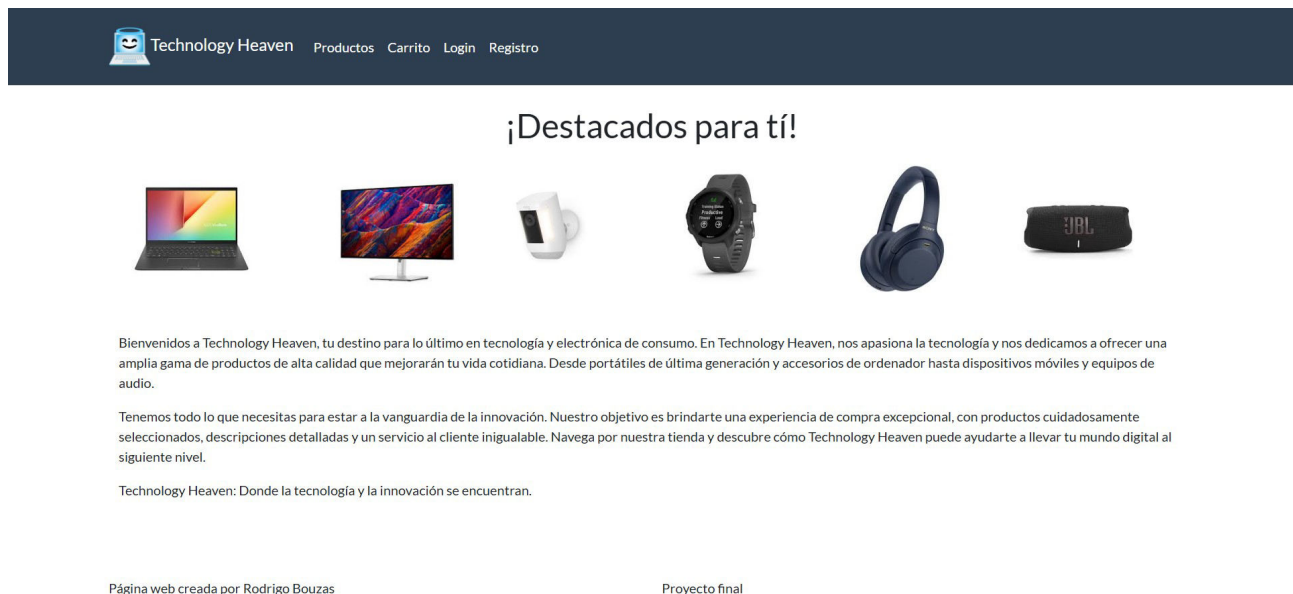 Technology Heaven Productos Carrito Login Registro
¡Destacados para tí!
JBL
Bienvenidos a Technology Heaven, tu destino para lo último en tecnología y electrónica de consumo. En Technology Heaven, nos apasiona la tecnología y nos dedicamos a ofrecer una
amplia gama de productos de alta calidad que mejorarán tu vida cotidiana. Desde portátiles de última generación y accesorios de ordenador hasta dispositivos móviles y equipos de
audio.
Tenemos todo lo que necesitas para estar a la vanguardia de la innovación. Nuestro objetivo es brindarte una experiencia de compra excepcional, con productos cuidadosamente
seleccionados, descripciones detalladas y un servicio al cliente inigualable. Navega por nuestra tienda y descubre cómo Technology Heaven puede ayudarte a llevar tu mundo digital al
siguiente nivel.
Technology Heaven: Donde la tecnología y la innovación se encuentran.
Página web creada por Rodrigo Bouzas Proyecto final